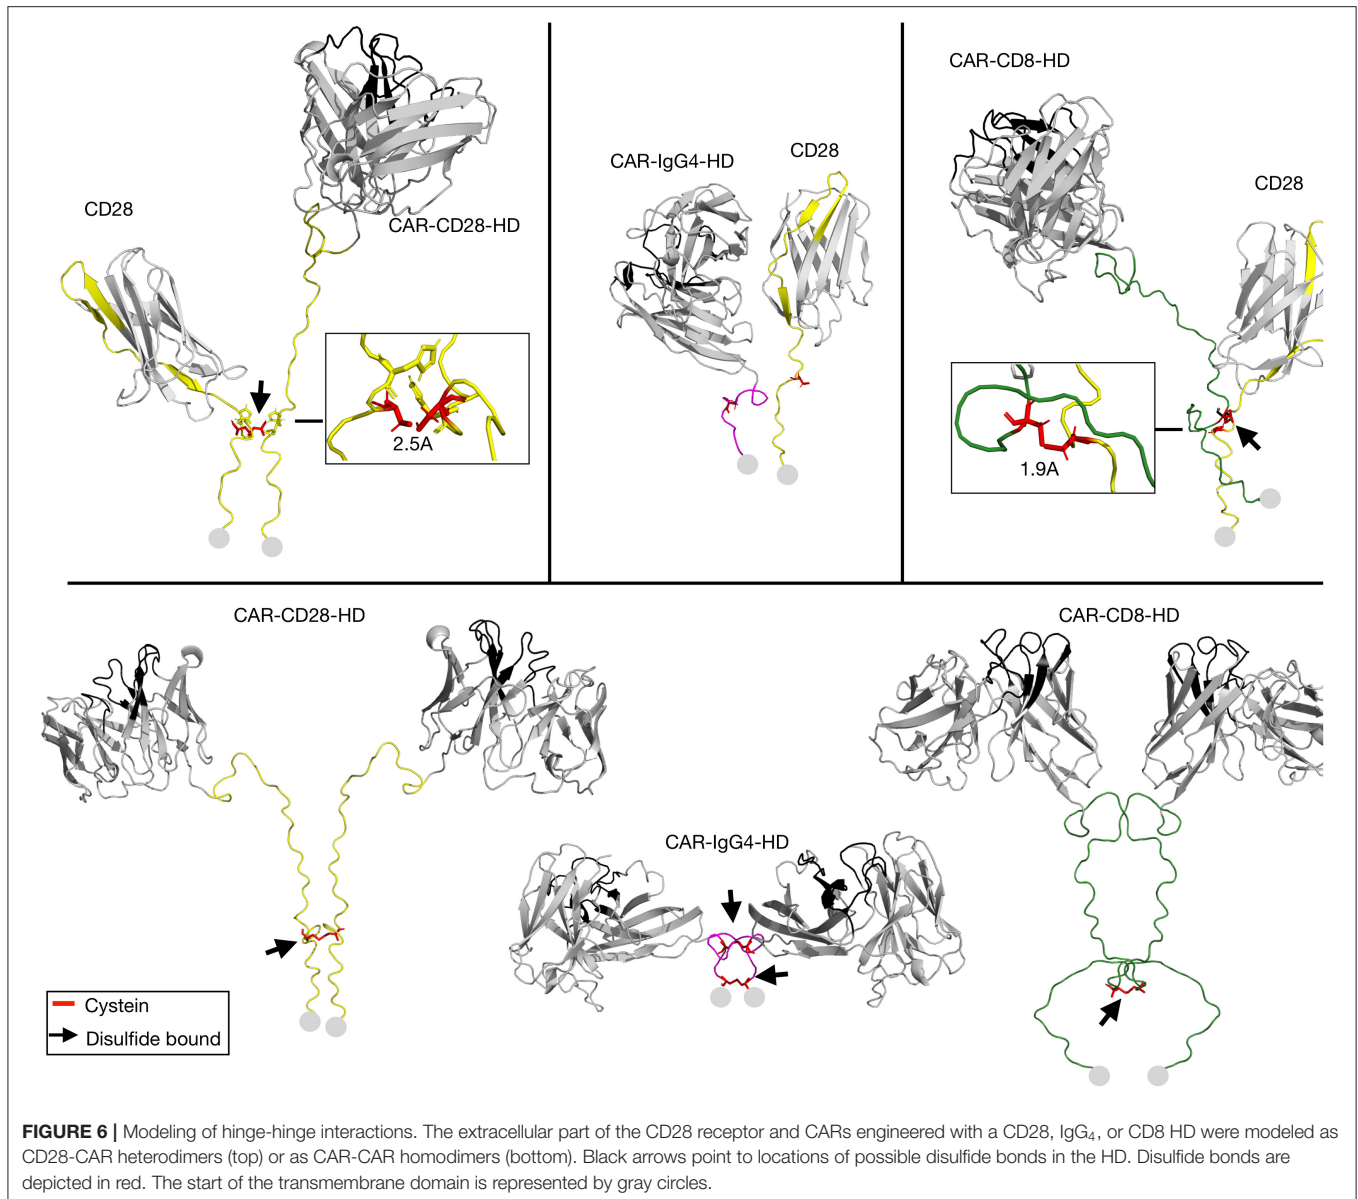 CD28
CAR-CD28-HD
2.5A
CAR-IgG4-HD
CD28
CAR-CD8-HD
CD28
1.9A
CAR-CD28-HD
CAR-IgG4-HD
CAR-CD8-HD
Cystein
Disulfide bound
FIGURE 6 | Modeling of hinge-hinge interactions. The extracellular part of the CD28 receptor and CARs engineered with a CD28, IgG₄, or CD8 HD were modeled as
CD28-CAR heterodimers (top) or as CAR-CAR homodimers (bottom). Black arrows point to locations of possible disulfide bonds in the HD. Disulfide bonds are
depicted in red. The start of the transmembrane domain is represented by gray circles.